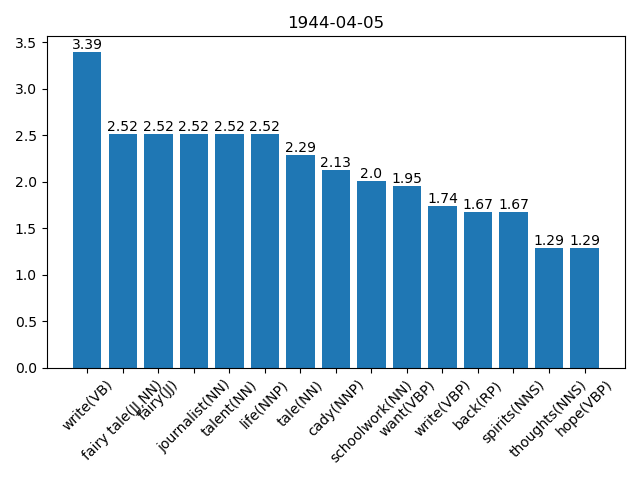 1944-04-05
3.5
3.0
2.5
2.0
1.5
1.0
0.5
0.0
3.39
2.52
2.52
2.52
2.52
2.52
2.29
2.13
2.0
1.95
1.74
1.67
1.67
1.29
1.29
write(VB)
fairy tale(JJ NN)
fairy(JJ)
journalist(NN)
talent(NN)
life(NNP)
tale(NN)
cady(NNP)
schoolwork(NN)
want(VBP)
write(VBP)
back(RP)
spirits(NNS)
thoughts(NNS)
hope(VBP)